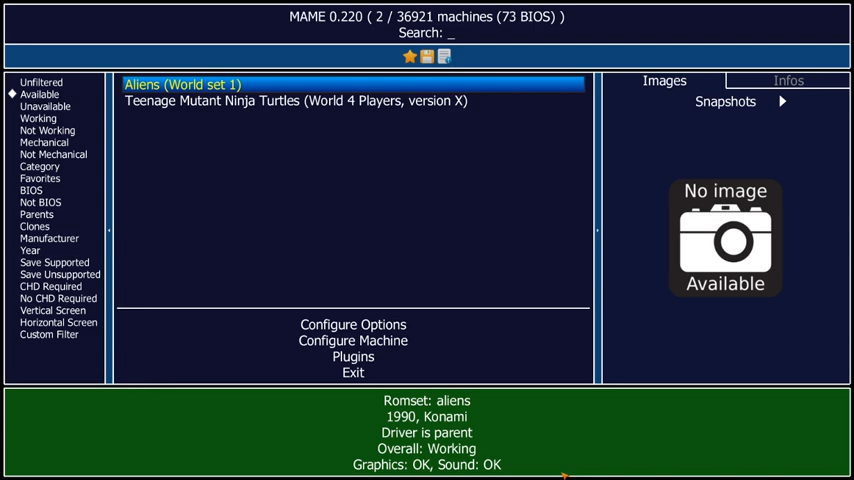 MAME 0.220 ( 2 / 36921 machines (73 BIOS) )
Search: _
Unfiltered
Available
Unavailable
Working
Not Working
Mechanical
Not Mechanical
Category
Favorites
BIOS
Not BIOS
Parents
Clones
Manufacturer
Year
Save Supported
Save Unsupported
CHD Required
No CHD Required
Vertical Screen
Horizontal Screen
Custom Filter
Aliens (World set 1)
Teenage Mutant Ninja Turtles (World 4 Players, version X)
Configure Options
Configure Machine
Plugins
Exit
Images
Infos
Snapshots
No image
Available
Romset: aliens
1990, Konami
Driver is parent
Overall: Working
Graphics: OK, Sound: OK